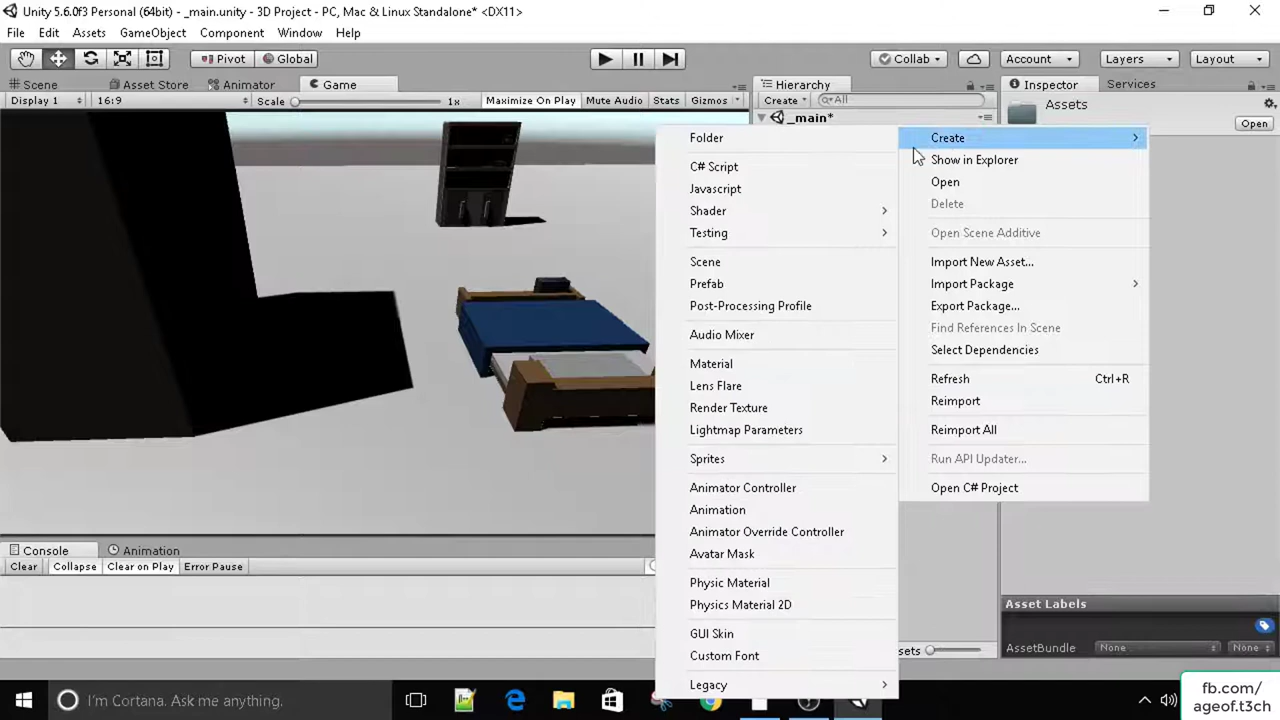 Unity 5.6.0f3 Personal (64bit) - _main.unity - 3D Project - PC, Mac & Linux Standalone* <DX11>
File Edit Assets GameObject Component Window Help
Pivot Global Collab Account Layers Layout
Scene Asset Store Animator Game Hierarchy Inspector Services
Display 1 16:9 Scale 1x Maximize On Play Mute Audio Stats Gizmos Create All
Assets
Open
_main*
Folder
C# Script
Javascript
Shader
Testing
Scene
Prefab
Post-Processing Profile
Audio Mixer
Material
Lens Flare
Render Texture
Lightmap Parameters
Sprites
Animator Controller
Animation
Animator Override Controller
Avatar Mask
Physic Material
Physics Material 2D
GUI Skin
Custom Font
Legacy
Create
Show in Explorer
Open
Delete
Open Scene Additive
Import New Asset...
Import Package
Export Package...
Find References In Scene
Select Dependencies
Refresh Ctrl+R
Reimport
Reimport All
Run API Updater...
Open C# Project
Console Animation
Clear Collapse Clear on Play Error Pause
Asset Labels
AssetBundle None None
I'm Cortana. Ask me anything.
fb.com/
ageof.t3ch